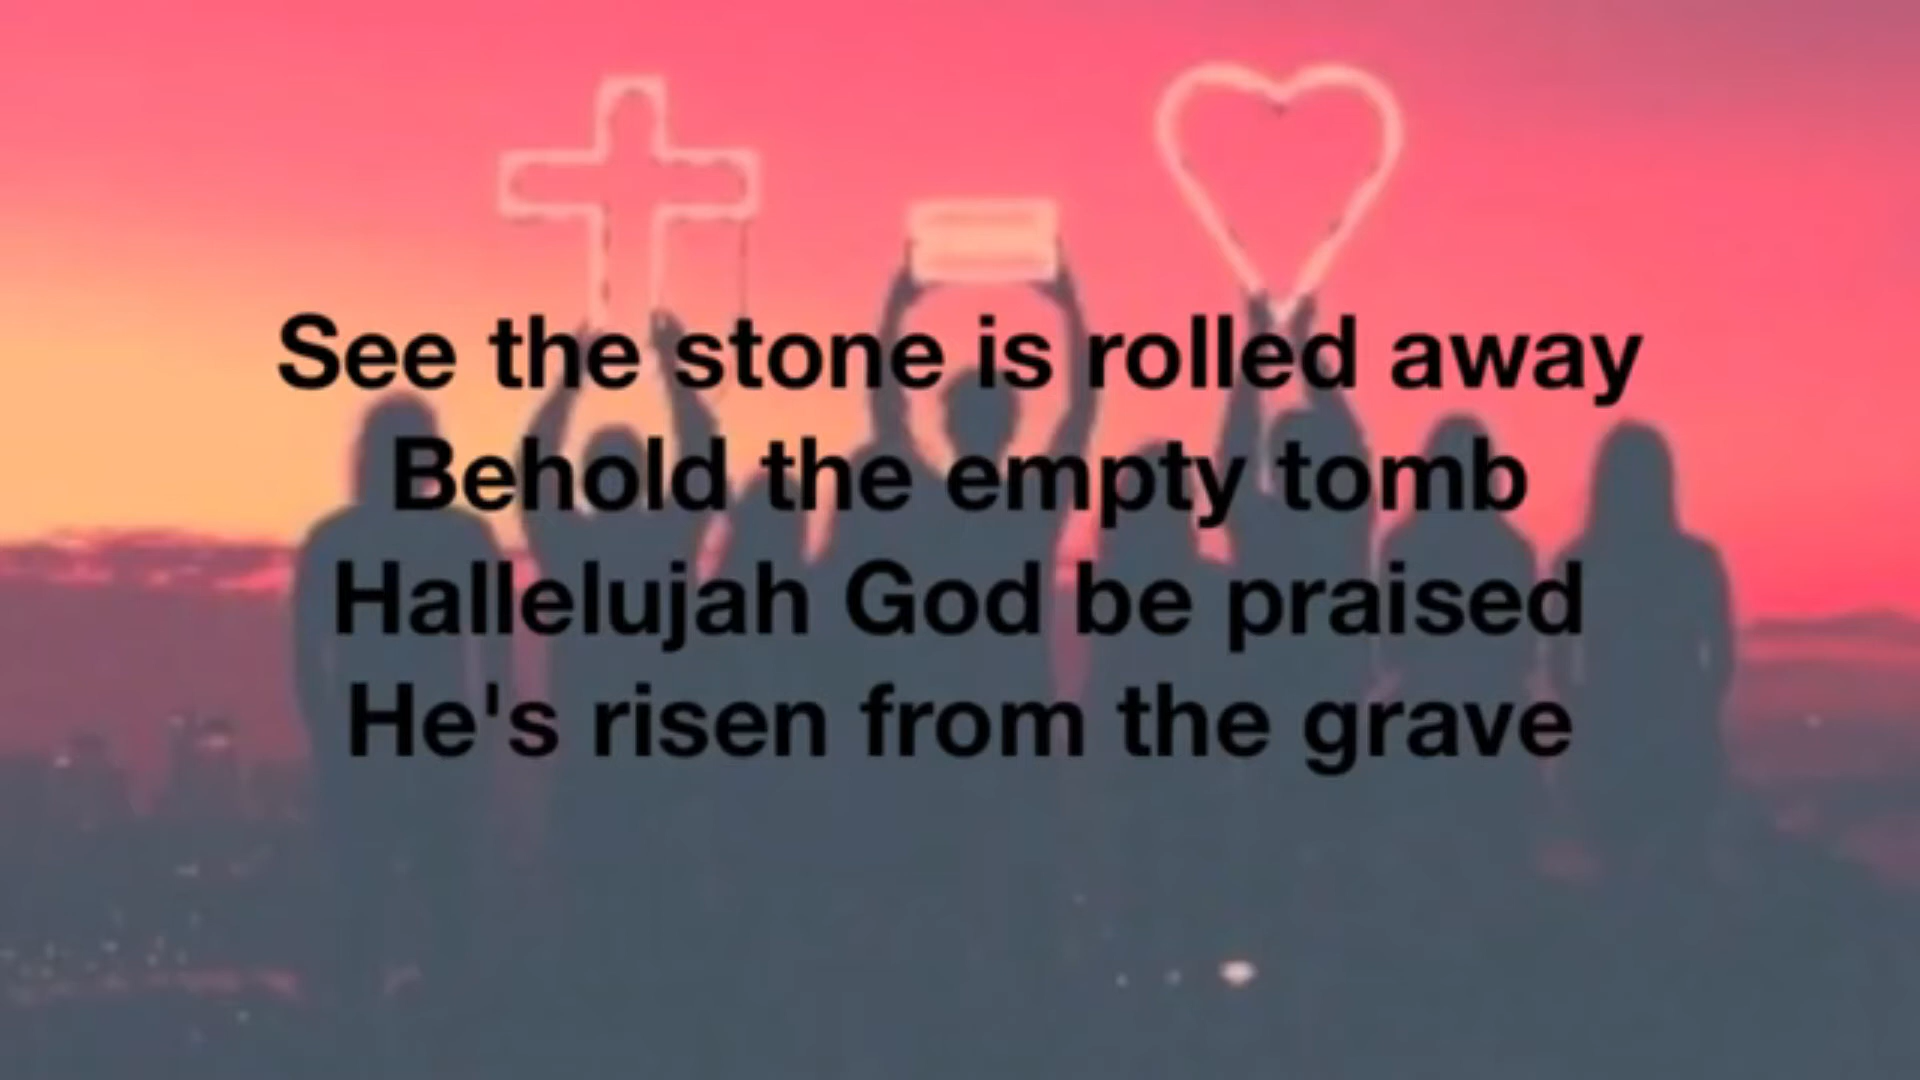 See the stone is rolled away
Behold the empty tomb
Hallelujah God be praised
He's risen from the grave